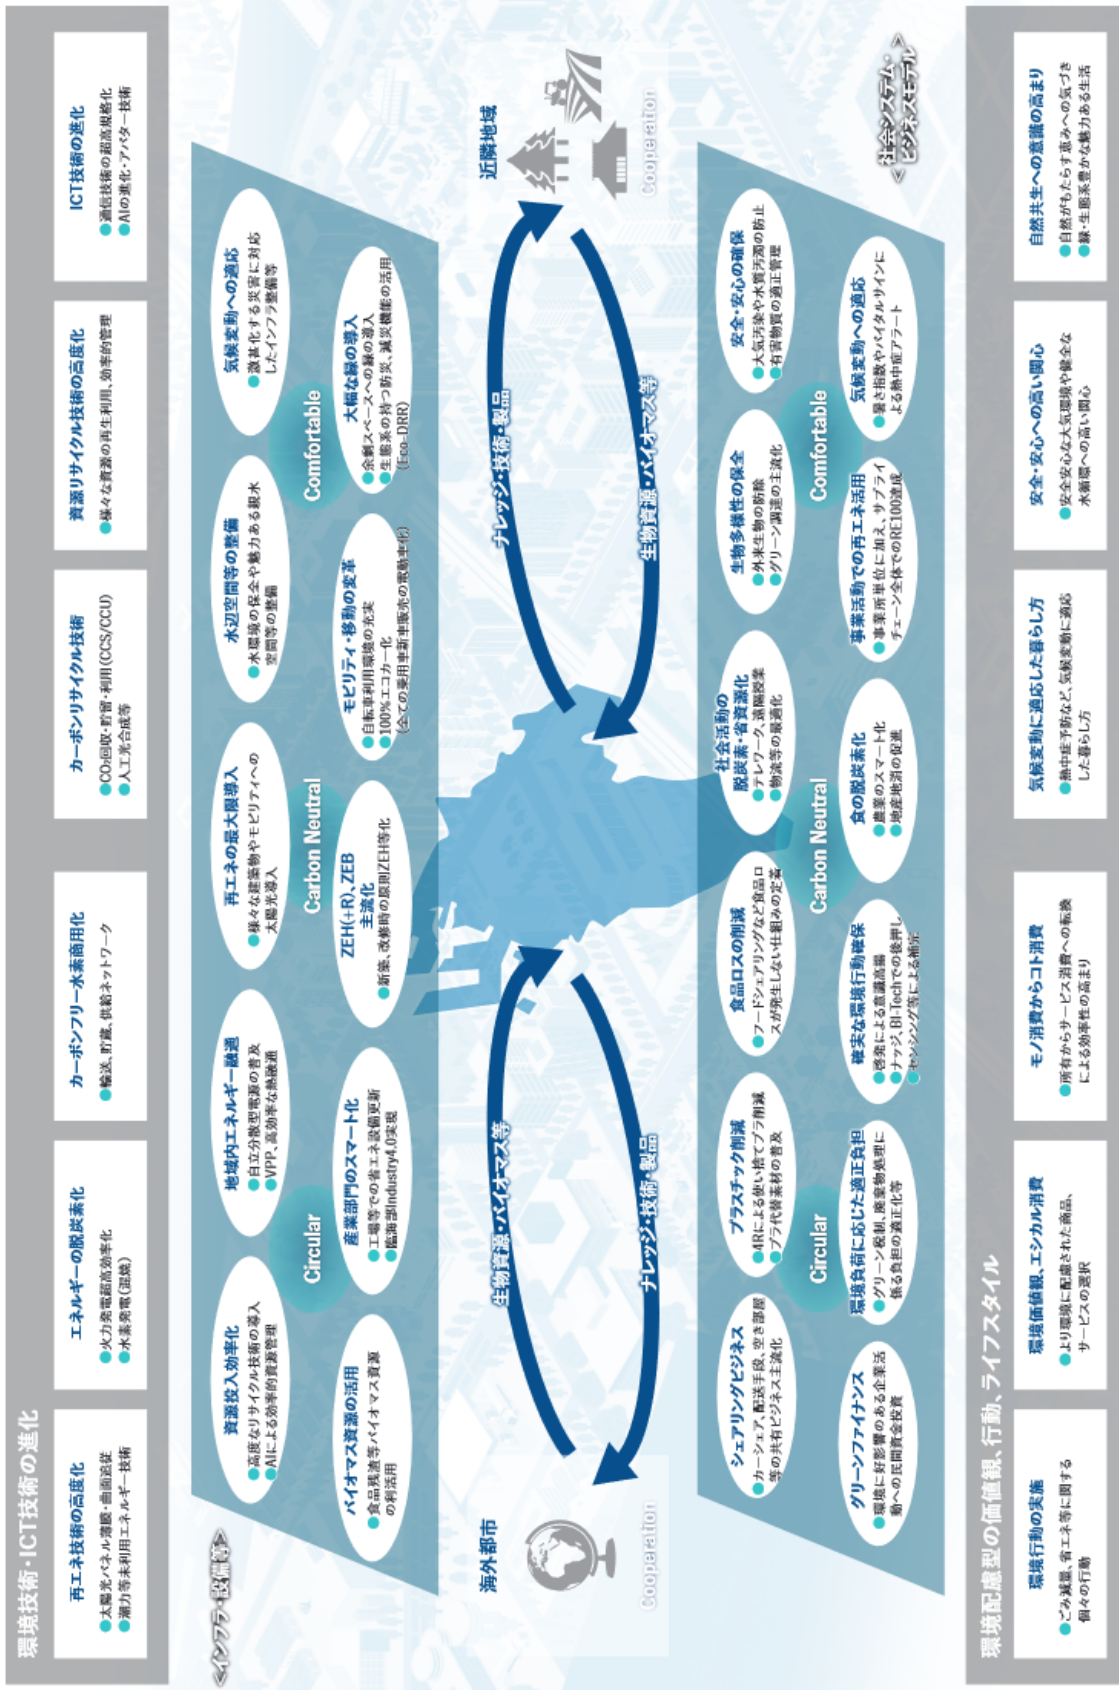 環境技術・ICT技術の進化
再エネ技術の高度化
●太陽光パネル薄膜・曲面追従
●潮力等未利用エネルギー技術
エネルギーの脱炭素化
●火力発電超高効率化
●水素発電(混焼)
カーボンフリー水素商用化
●輸送、貯蔵、供給ネットワーク
カーボンリサイクル技術
●CO₂回収・貯留・利用(CCS/CCU)
●人工光合成等
資源リサイクル技術の高度化
●様々な資源の再生利用、効率的管理
ICT技術の進化
●通信技術の超高規格化
●AIの進化・アバター技術
<インフラ・設備等>
資源投入効率化
●高度なリサイクル技術の導入
●AIによる効率的資源管理
地域内エネルギー融通
●自立分散型電源の普及
●VPP、高効率な熱融通
再エネの最大限導入
●様々な建築物やモビリティへの
太陽光導入
水辺空間等の整備
●水環境の保全や魅力ある親水
空間等の整備
気候変動への適応
●激甚化する災害に対応
したインフラ整備等
Circular
Carbon Neutral
Comfortable
バイオマス資源の活用
●食品残渣等バイオマス資源
の利活用
産業部門のスマート化
●工場等での省エネ設備更新
●臨海部Industry4.0実現
ZEH(+R)、ZEB
主流化
●新築、改修時の原則ZEH等化
モビリティ・移動の変革
●自転車利用環境の充実
●100%エコカー化
(全ての乗用車新車販売の電動車化)
大幅な緑の導入
●余剰スペースへの緑の導入
●生態系の持つ防災、減災機能の活用
(Eco-DRR)
海外都市
Cooperation
生物資源・バイオマス等
ナレッジ・技術・製品
ナレッジ・技術・製品
生物資源・バイオマス等
近隣地域
Cooperation
<社会システム・
ビジネスモデル>
シェアリングビジネス
●カーシェア、配送手段、空き部屋
等の共有ビジネス主流化
プラスチック削減
●4Rによる使い捨てプラ削減
●プラ代替素材の普及
食品ロスの削減
●フードシェアリングなど食品ロ
スが発生しない仕組みの定着
社会活動の
脱炭素・省資源化
●テレワーク、遠隔授業
●物流等の最適化
生物多様性の保全
●外来生物の防除
●グリーン調達の主流化
安全・安心の確保
●大気汚染や水質汚濁の防止
●有害物質の適正管理
Circular
Carbon Neutral
Comfortable
グリーンファイナンス
●環境に好影響のある企業活
動への民間資金投資
環境負荷に応じた適正負担
●グリーン税制、廃棄物処理に
係る負担の適正化等
確実な環境行動確保
●啓発による意識高揚
●ナッジ、BI-Techでの後押し
●センシング等による補完
食の脱炭素化
●農業のスマート化
●地産地消の促進
事業活動での再エネ活用
●事業所単位に加え、サプライ
チェーン全体でのRE100達成
気候変動への適応
●暑さ指数やバイタルサインに
よる熱中症アラート
環境配慮型の価値観、行動、ライフスタイル
環境行動の実施
●ごみ減量、省エネ等に関する
個々の行動
環境価値観、エシカル消費
●より環境に配慮された商品、
サービスの選択
モノ消費からコト消費
●所有からサービス消費への転換
による効率性の高まり
気候変動に適応した暮らし方
●熱中症予防など、気候変動に適応
した暮らし方
安全・安心への高い関心
●安全安心な大気環境や健全な
水循環への高い関心
自然共生への意識の高まり
●自然がもたらす恵みへの気づき
●緑・生態系豊かな魅力ある生活